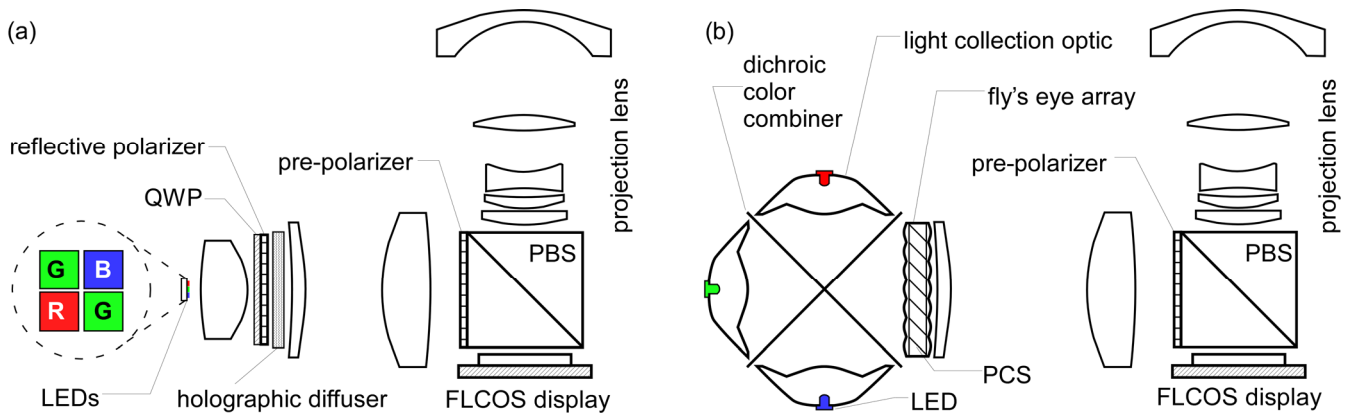 (a)
reflective polarizer
QWP
pre-polarizer
projection lens
G B
R G
PBS
LEDs
holographic diffuser
FLCOS display
(b)
light collection optic
dichroic
color
combiner
fly's eye array
pre-polarizer
projection lens
PBS
PCS
LED
FLCOS display